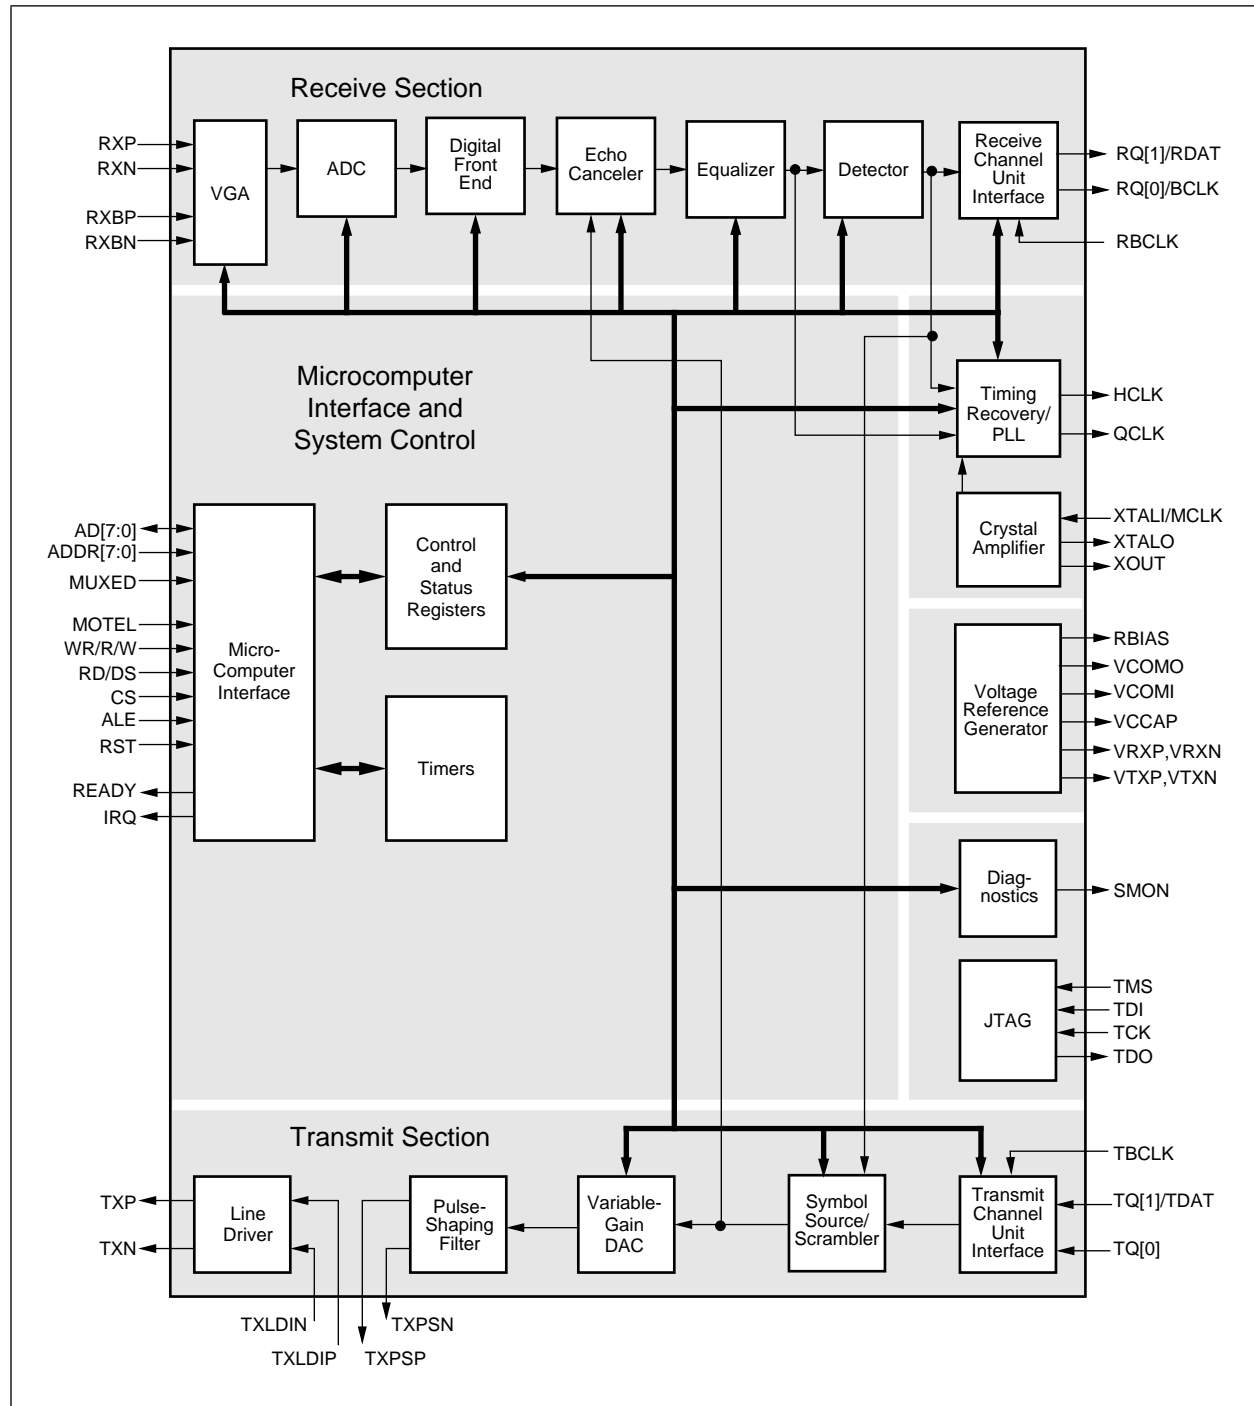 Receive Section
RXP
RXN
RXBP
RXBN
VGA
ADC
Digital
Front
End
Echo
Canceler
Equalizer
Detector
Receive
Channel
Unit
Interface
RQ[1]/RDAT
RQ[0]/BCLK
RBCLK
Microcomputer
Interface and
System Control
Timing
Recovery/
PLL
HCLK
QCLK
Crystal
Amplifier
XTALI/MCLK
XTALO
XOUT
AD[7:0]
ADDR[7:0]
MUXED
MOTEL
WR/R/W
RD/DS
CS
ALE
RST
READY
IRQ
Micro-
Computer
Interface
Control
and
Status
Registers
Timers
Voltage
Reference
Generator
RBIAS
VCOMO
VCOMI
VCCAP
VRXP,VRXN
VTXP,VTXN
Diag-
nostics
SMON
JTAG
TMS
TDI
TCK
TDO
Transmit Section
TXP
TXN
Line
Driver
Pulse-
Shaping
Filter
Variable-
Gain
DAC
Symbol
Source/
Scrambler
Transmit
Channel
Unit
Interface
TBCLK
TQ[1]/TDAT
TQ[0]
TXLDIN
TXLDIP
TXPSN
TXPSP